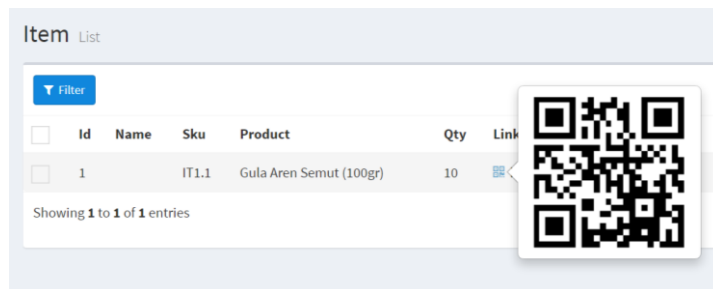 Item List
Filter
Id Name Sku Product Qty Link
1 IT1.1 Gula Aren Semut (100gr) 10
Showing 1 to 1 of 1 entries